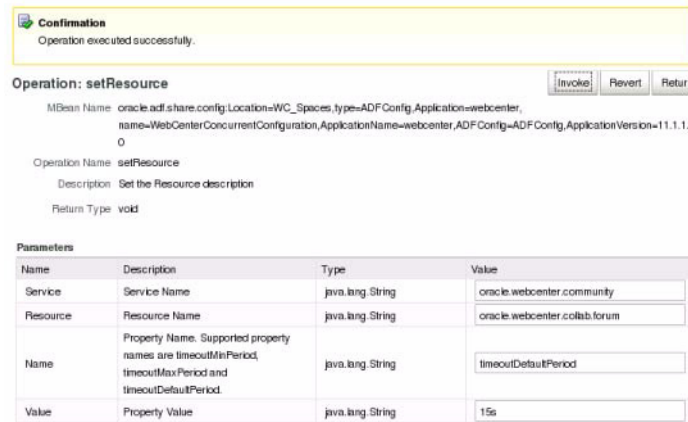 Confirmation
Operation executed successfully.
Operation: setResource
Invoke Revert Retur
MBean Name oracle.adf.share.config:Location=WC_Spaces,type=ADFConfig,Application=webcenter,
name=WebCenterConcurrentConfiguration,ApplicationName=webcenter,ADFConfig=ADFConfig,ApplicationVersion=11.1.1.
0
Operation Name setResource
Description Set the Resource description
Return Type void
Parameters
Name Description Type Value
Service Service Name java.lang.String oracle.webcenter.community
Resource Resource Name java.lang.String oracle.webcenter.collab.forum
Property Name. Supported property
names are timeoutMinPeriod,
Name timeoutMaxPeriod and java.lang.String timeoutDefaultPeriod
timeoutDefaultPeriod.
Value Property Value java.lang.String 15s